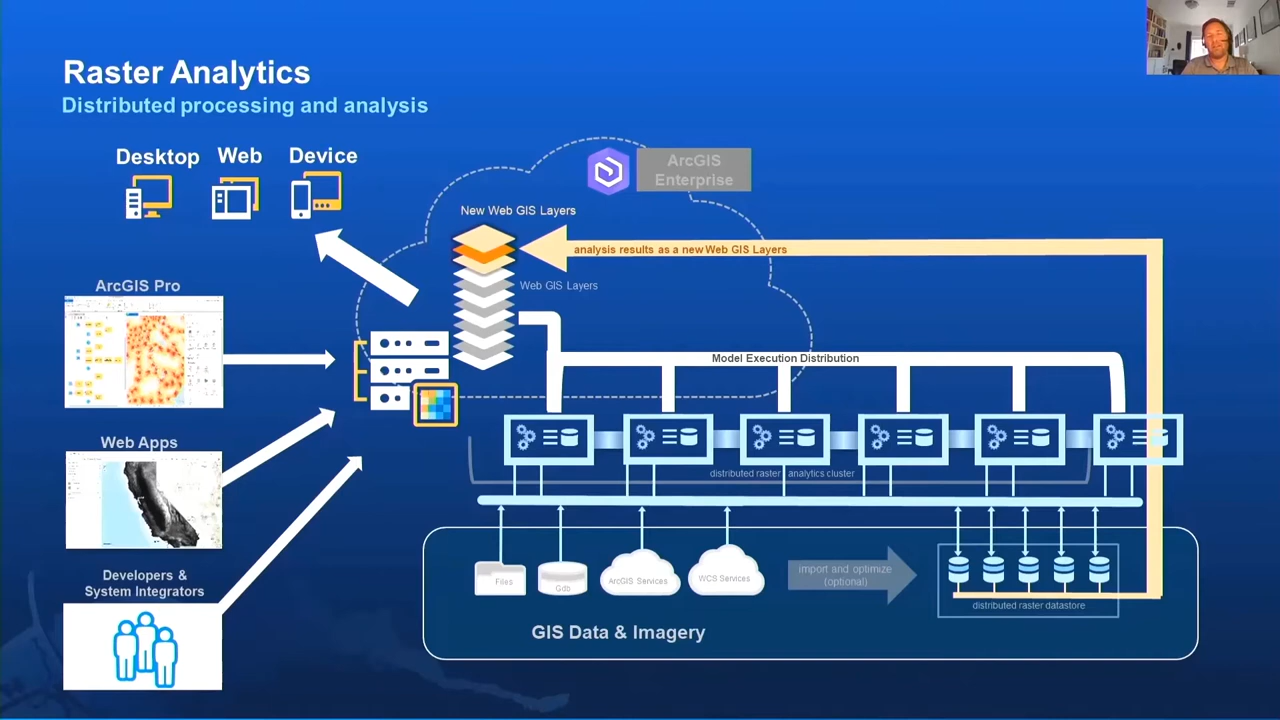 Raster Analytics
Distributed processing and analysis
Desktop Web Device
ArcGIS
Enterprise
New Web GIS Layers
analysis results as a new Web GIS Layers
Web GIS Layers
ArcGIS Pro
Model Execution Distribution
Web Apps
distributed raster analytics cluster
Developers &
System Integrators
Files
Gdb
ArcGIS Services
WCS Services
import and optimize
(optional)
distributed raster datastore
GIS Data & Imagery